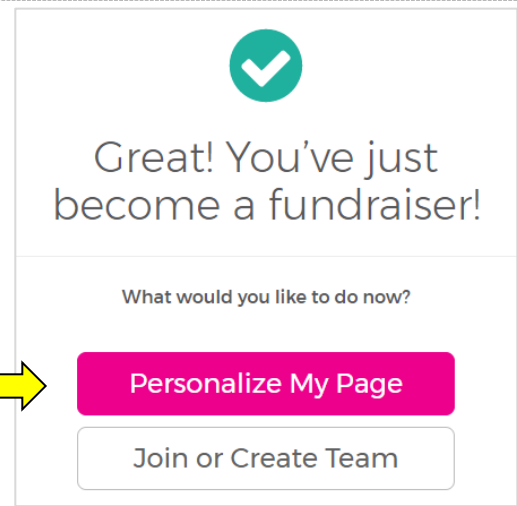 Great! You’ve just
become a fundraiser!
What would you like to do now?
Personalize My Page
Join or Create Team